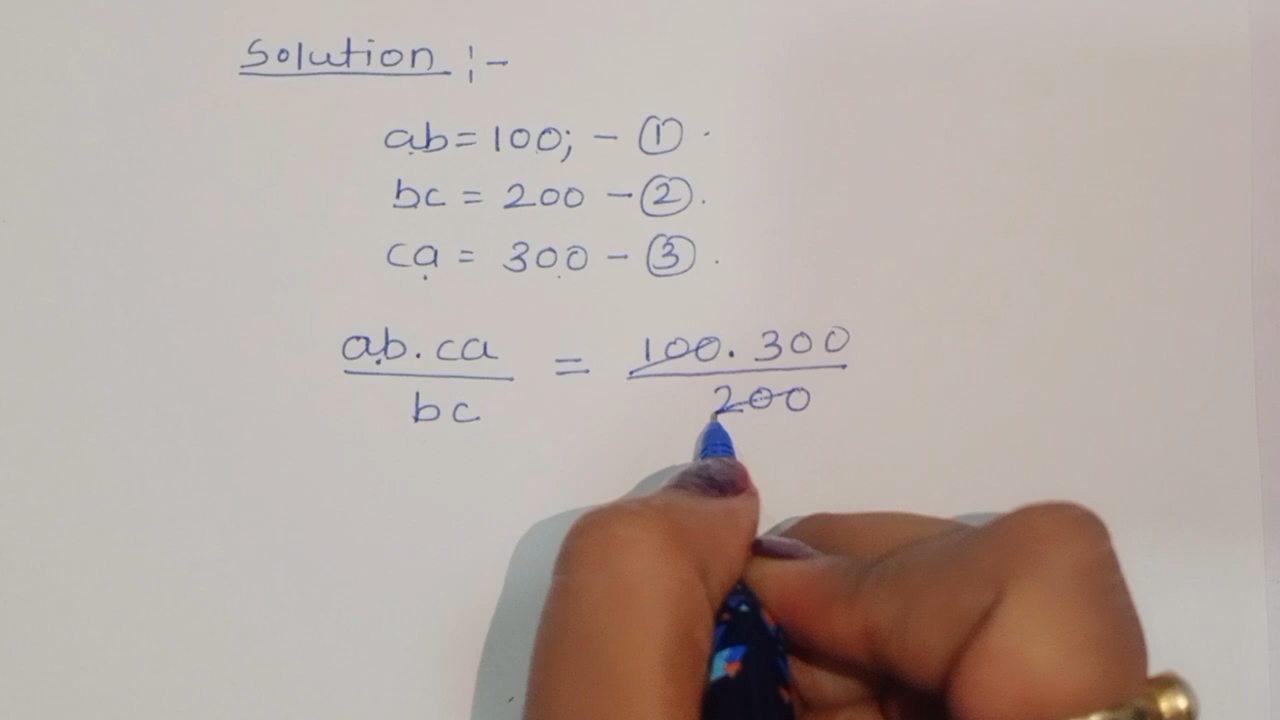 Solution :-
ab = 100; - ①.
bc = 200 - ②.
ca = 300 - ③.
ab.ca = 100.300
bc 200